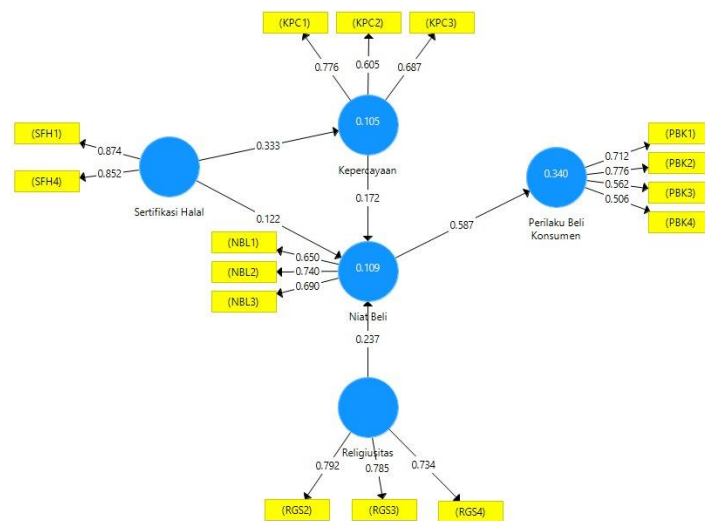 (KPC1)
(KPC2)
(KPC3)
0.776
0.605
0.687
(SFH1)
0.874
0.105
(PBK1)
0.712
0.333
Kepercayaan
(PBK2)
0.776
(SFH4)
0.852
0.340
0.562
(PBK3)
Sertifikasi Halal
0.172
0.506
(PBK4)
Perilaku Beli
Konsumen
0.122
0.587
(NBL1)
0.650
(NBL2)
0.740
0.109
(NBL3)
0.690
Niat Beli
0.237
Religiusitas
0.792
0.785
0.734
(RGS2)
(RGS3)
(RGS4)